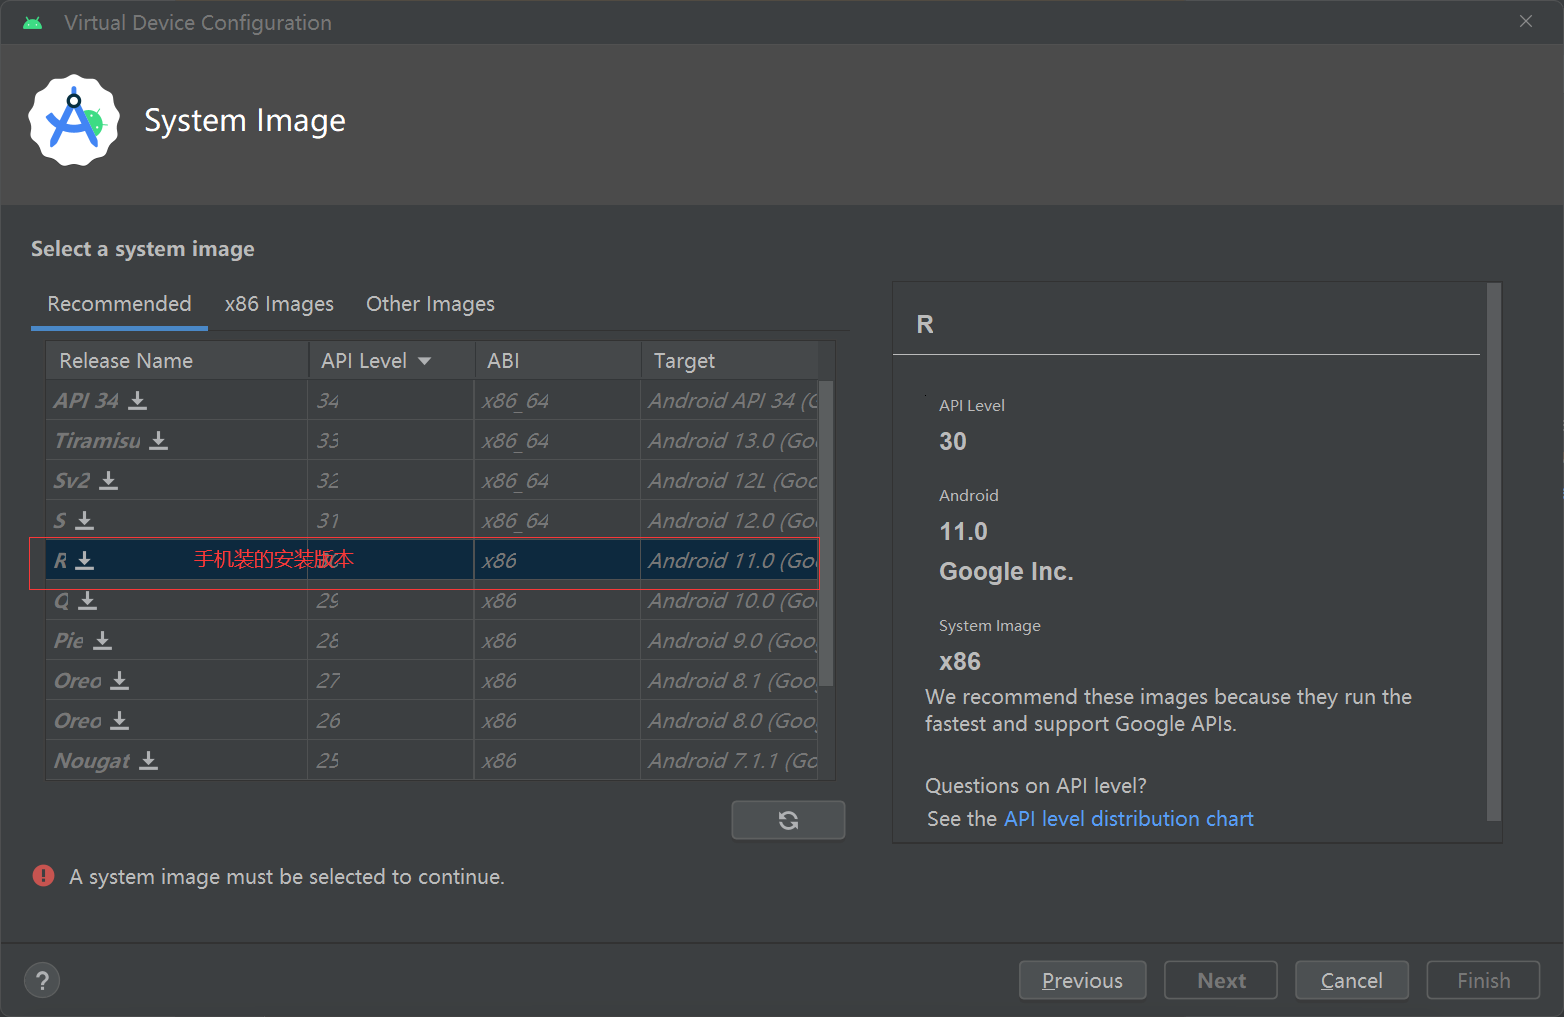 Virtual Device Configuration
System Image
Select a system image
Recommended x86 Images Other Images
Release Name API Level ABI Target
API 34 34 x86_64 Android API 34 (G
Tiramisu 33 x86_64 Android 13.0 (Goo
Sv2 32 x86_64 Android 12L (Goo
S 31 x86_64 Android 12.0 (Goo
R 手机装的安装版本 30 x86 Android 11.0 (Goo
Q 29 x86 Android 10.0 (Goo
Pie 28 x86 Android 9.0 (Goog
Oreo 27 x86 Android 8.1 (Goog
Oreo 26 x86 Android 8.0 (Goog
Nougat 25 x86 Android 7.1.1 (Go
A system image must be selected to continue.
R
API Level
30
Android
11.0
Google Inc.
System Image
x86
We recommend these images because they run the
fastest and support Google APIs.
Questions on API level?
See the API level distribution chart
? Previous Next Cancel Finish